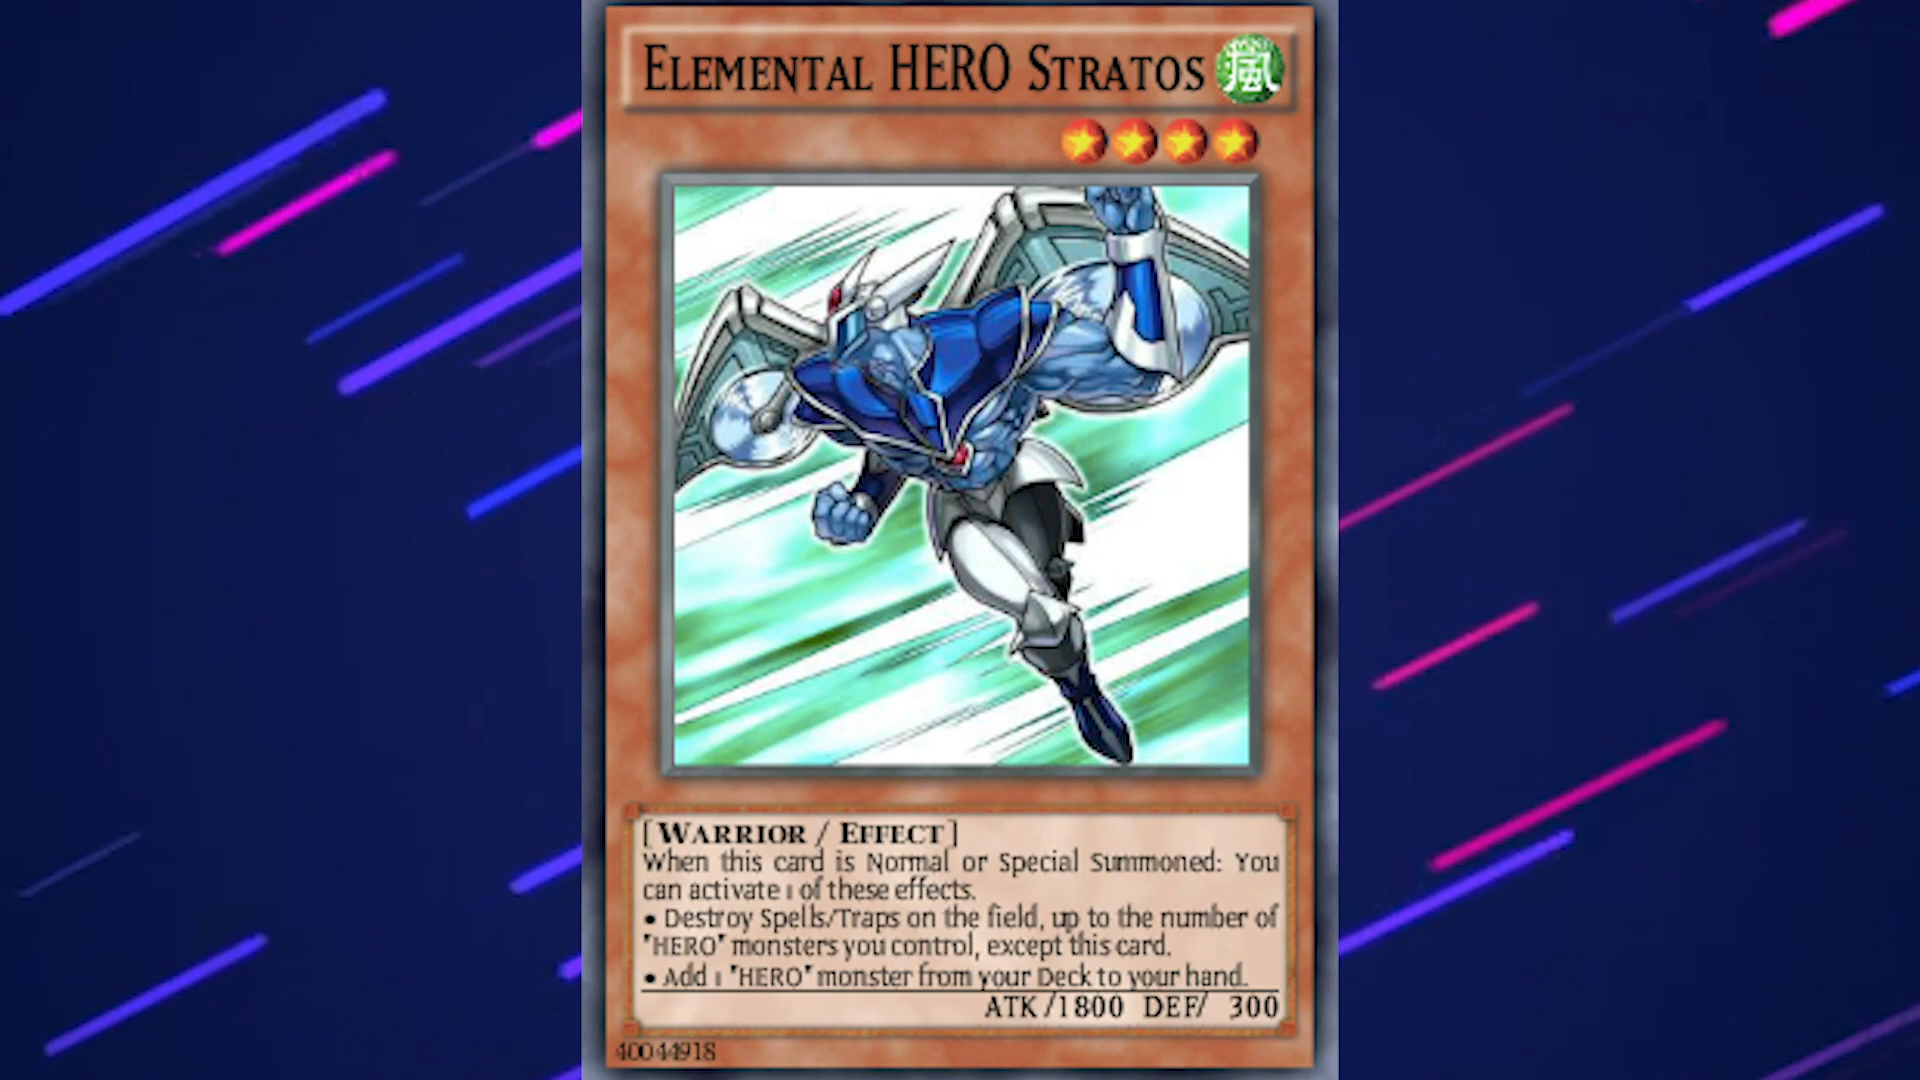 ELEMENTAL HERO STRATOS 風
[WARRIOR / EFFECT]
When this card is Normal or Special Summoned: You
can activate 1 of these effects.
• Destroy Spells/Traps on the field, up to the number of
"HERO" monsters you control, except this card.
• Add 1 "HERO" monster from your Deck to your hand.
ATK/1800 DEF/ 300
40044918